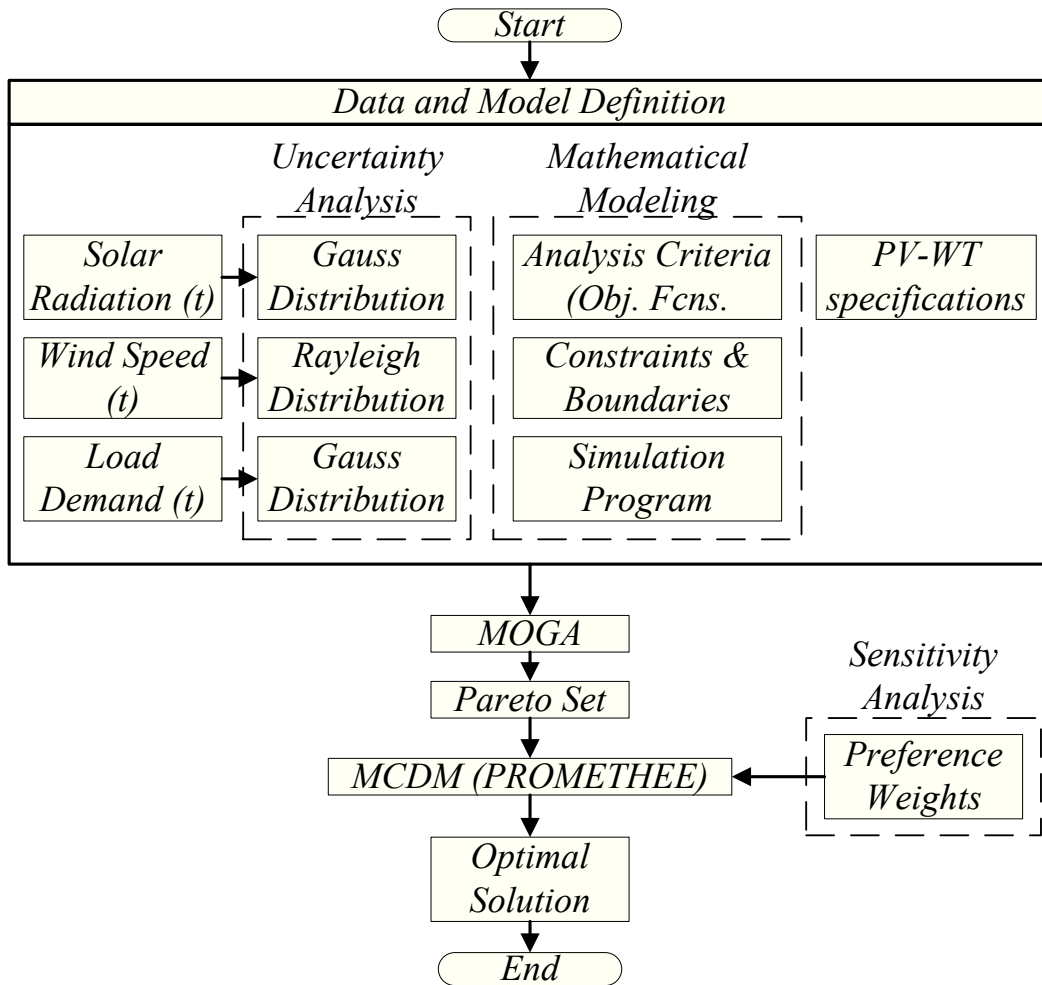 Start
Data and Model Definition
Uncertainty
Analysis
Mathematical
Modeling
Solar
Radiation (t)
Gauss
Distribution
Analysis Criteria
(Obj. Fcns.
PV-WT
specifications
Wind Speed
(t)
Rayleigh
Distribution
Constraints &
Boundaries
Load
Demand (t)
Gauss
Distribution
Simulation
Program
MOGA
Pareto Set
Sensitivity
Analysis
MCDM (PROMETHEE)
Preference
Weights
Optimal
Solution
End